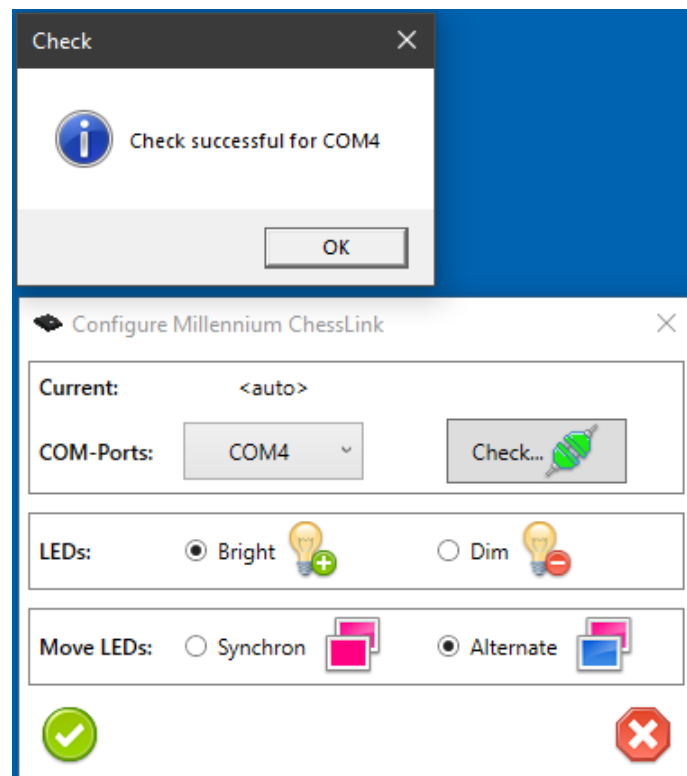 Check
Check successful for COM4
OK
Configure Millennium ChessLink
Current: <auto>
COM-Ports: COM4 Check...
LEDs: Bright Dim
Move LEDs: Synchron Alternate